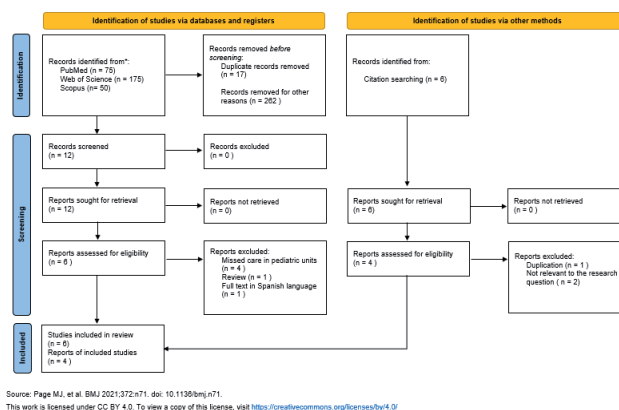 Identification of studies via databases and registers
Identification of studies via other methods
Identification
Records identified from*:
PubMed (n = 75)
Web of Science (n = 175)
Scopus (n= 50)
Records removed before
screening:
Duplicate records removed
(n = 17)
Records removed for other
reasons (n = 262 )
Records identified from:
Citation searching (n = 6)
Screening
Records screened
(n = 12)
Records excluded
(n = 0 )
Reports sought for retrieval
(n = 12)
Reports not retrieved
(n = 0)
Reports sought for retrieval
(n = 6)
Reports not retrieved
(n = 0 )
Reports assessed for eligibility
(n = 6 )
Reports excluded:
Missed care in pediatric units
(n = 4 )
Review (n = 1 )
Full text in Spanish language
(n = 1 )
Reports assessed for eligibility
(n = 4 )
Reports excluded:
Duplication (n = 1 )
Not relevant to the research
question ( n = 2)
Included
Studies included in review
(n = 6)
Reports of included studies
(n = 4 )
Source: Page MJ, et al. BMJ 2021;372:n71. doi: 10.1136/bmj.n71.
This work is licensed under CC BY 4.0. To view a copy of this license, visit https://creativecommons.org/licenses/by/4.0/